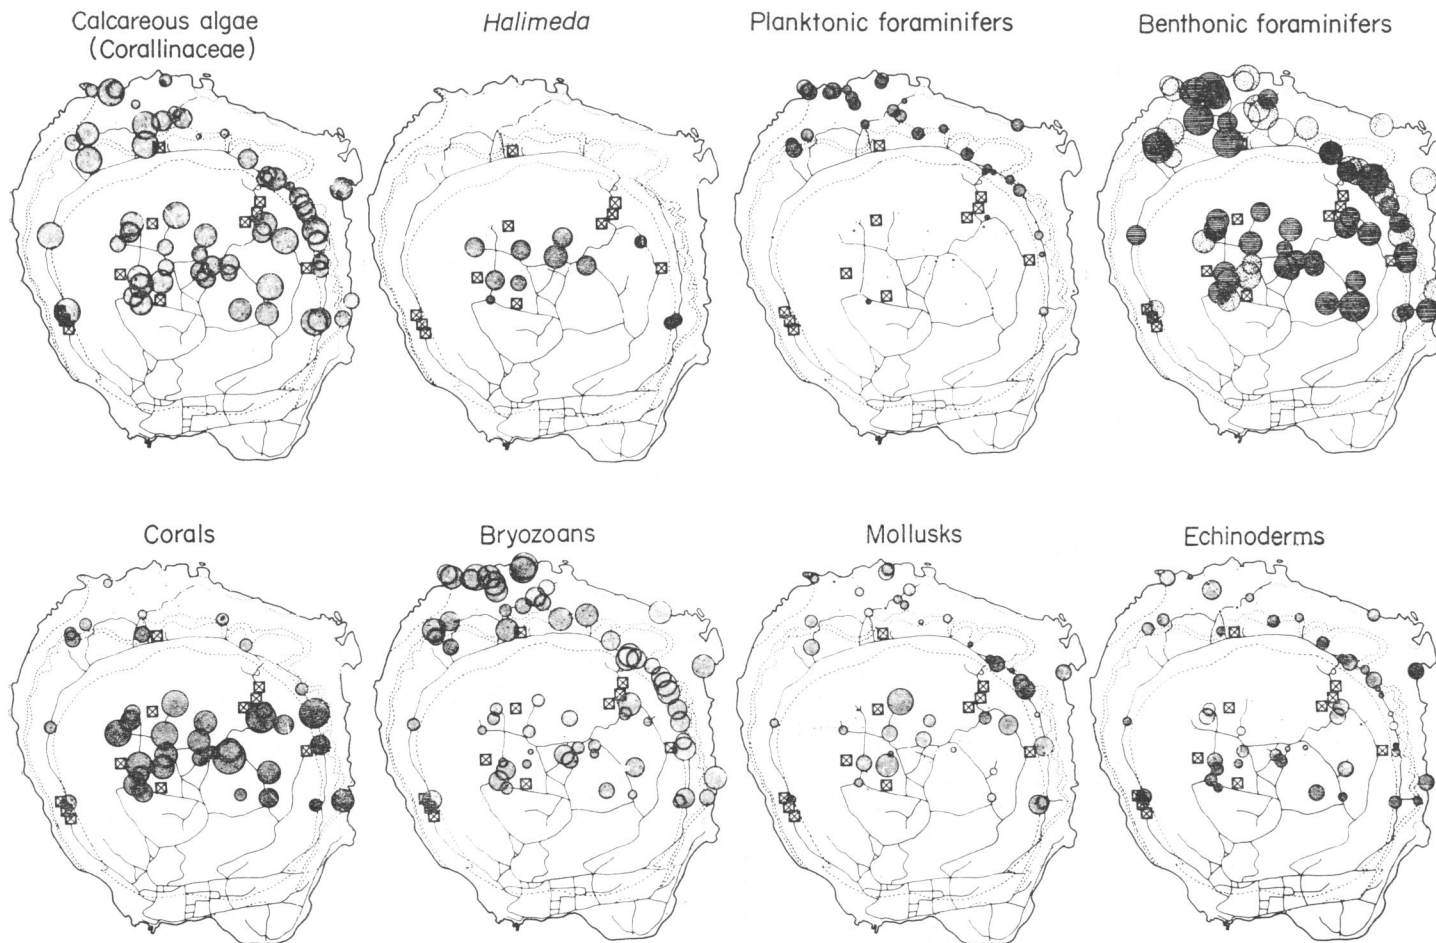 Calcareous algae
(Corallinaceae)
Halimeda
Planktonic foraminifers
Benthonic foraminifers
Corals
Bryozoans
Mollusks
Echinoderms